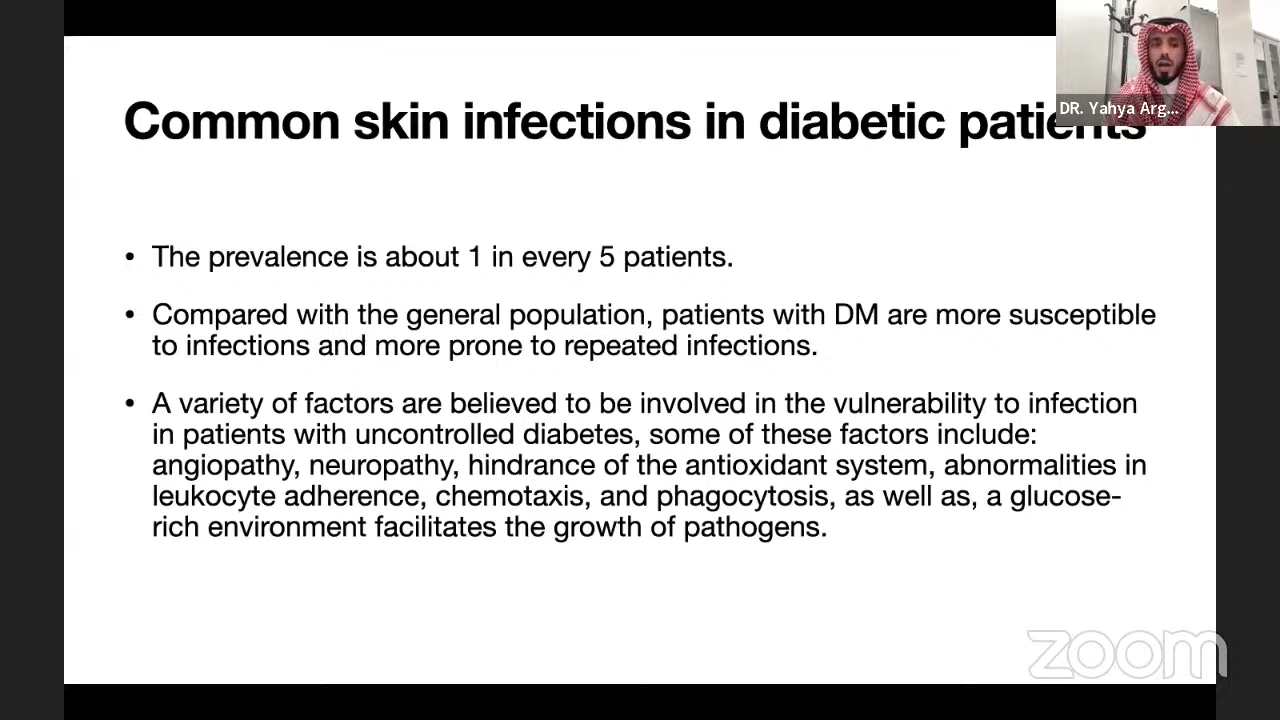 DR. Yahya Arg...
Common skin infections in diabetic patients
• The prevalence is about 1 in every 5 patients.
• Compared with the general population, patients with DM are more susceptible
to infections and more prone to repeated infections.
• A variety of factors are believed to be involved in the vulnerability to infection
in patients with uncontrolled diabetes, some of these factors include:
angiopathy, neuropathy, hindrance of the antioxidant system, abnormalities in
leukocyte adherence, chemotaxis, and phagocytosis, as well as, a glucose-
rich environment facilitates the growth of pathogens.
zoom